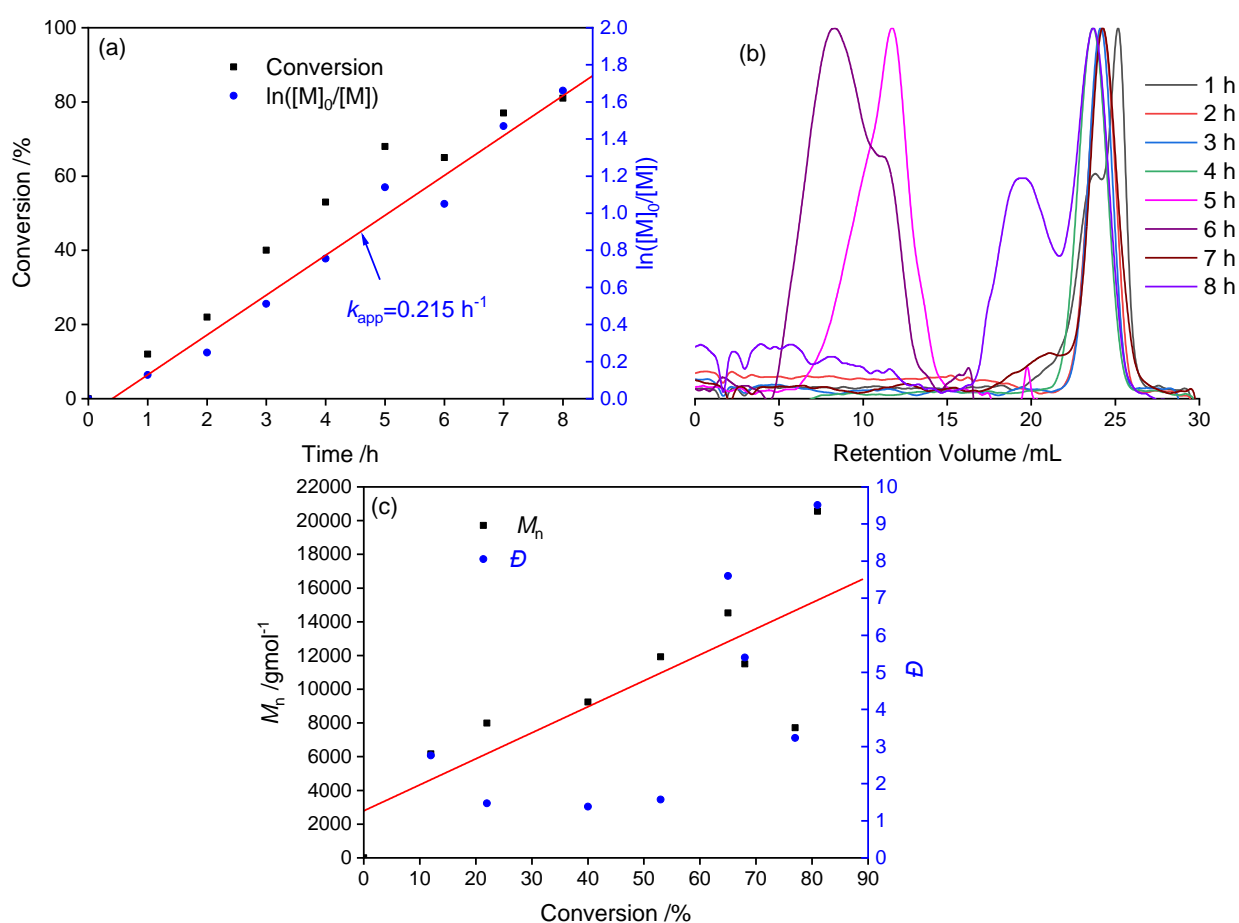 (a)
Conversion
ln([M]₀/[M])
k_app=0.215 h⁻¹
100
80
60
40
20
0
Conversion /%
2.0
1.8
1.6
1.4
1.2
1.0
0.8
0.6
0.4
0.2
0.0
ln([M]₀/[M])
1 2 3 4 5 6 7 8
Time /h
(b)
1 h
2 h
3 h
4 h
5 h
6 h
7 h
8 h
0 5 10 15 20 25 30
Retention Volume /mL
(c)
Mₙ
Đ
22000
20000
18000
16000
14000
12000
10000
8000
6000
4000
2000
0
Mₙ /gmol⁻¹
10
9
8
7
6
5
4
3
2
1
0
Đ
0 10 20 30 40 50 60 70 80 90
Conversion /%